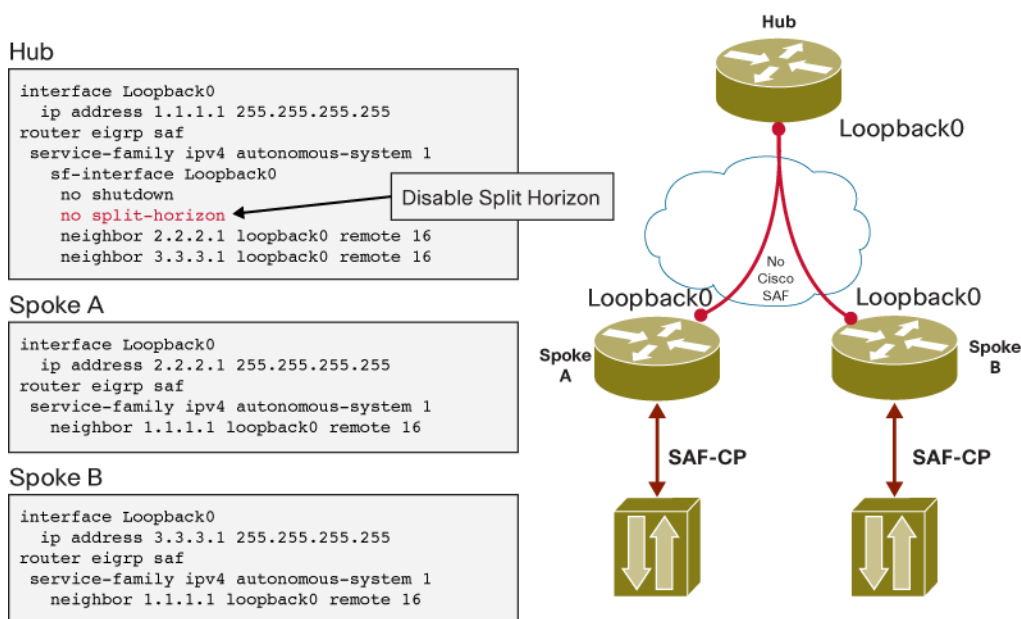 Hub
interface Loopback0
ip address 1.1.1.1 255.255.255.255
router eigrp saf
service-family ipv4 autonomous-system 1
sf-interface Loopback0
no shutdown
no split-horizon
neighbor 2.2.2.1 loopback0 remote 16
neighbor 3.3.3.1 loopback0 remote 16
Disable Split Horizon
Spoke A
interface Loopback0
ip address 2.2.2.1 255.255.255.255
router eigrp saf
service-family ipv4 autonomous-system 1
neighbor 1.1.1.1 loopback0 remote 16
Spoke B
interface Loopback0
ip address 3.3.3.1 255.255.255.255
router eigrp saf
service-family ipv4 autonomous-system 1
neighbor 1.1.1.1 loopback0 remote 16
Hub
Loopback0
No
Cisco
SAF
Loopback0
Loopback0
Spoke
A
Spoke
B
SAF-CP
SAF-CP